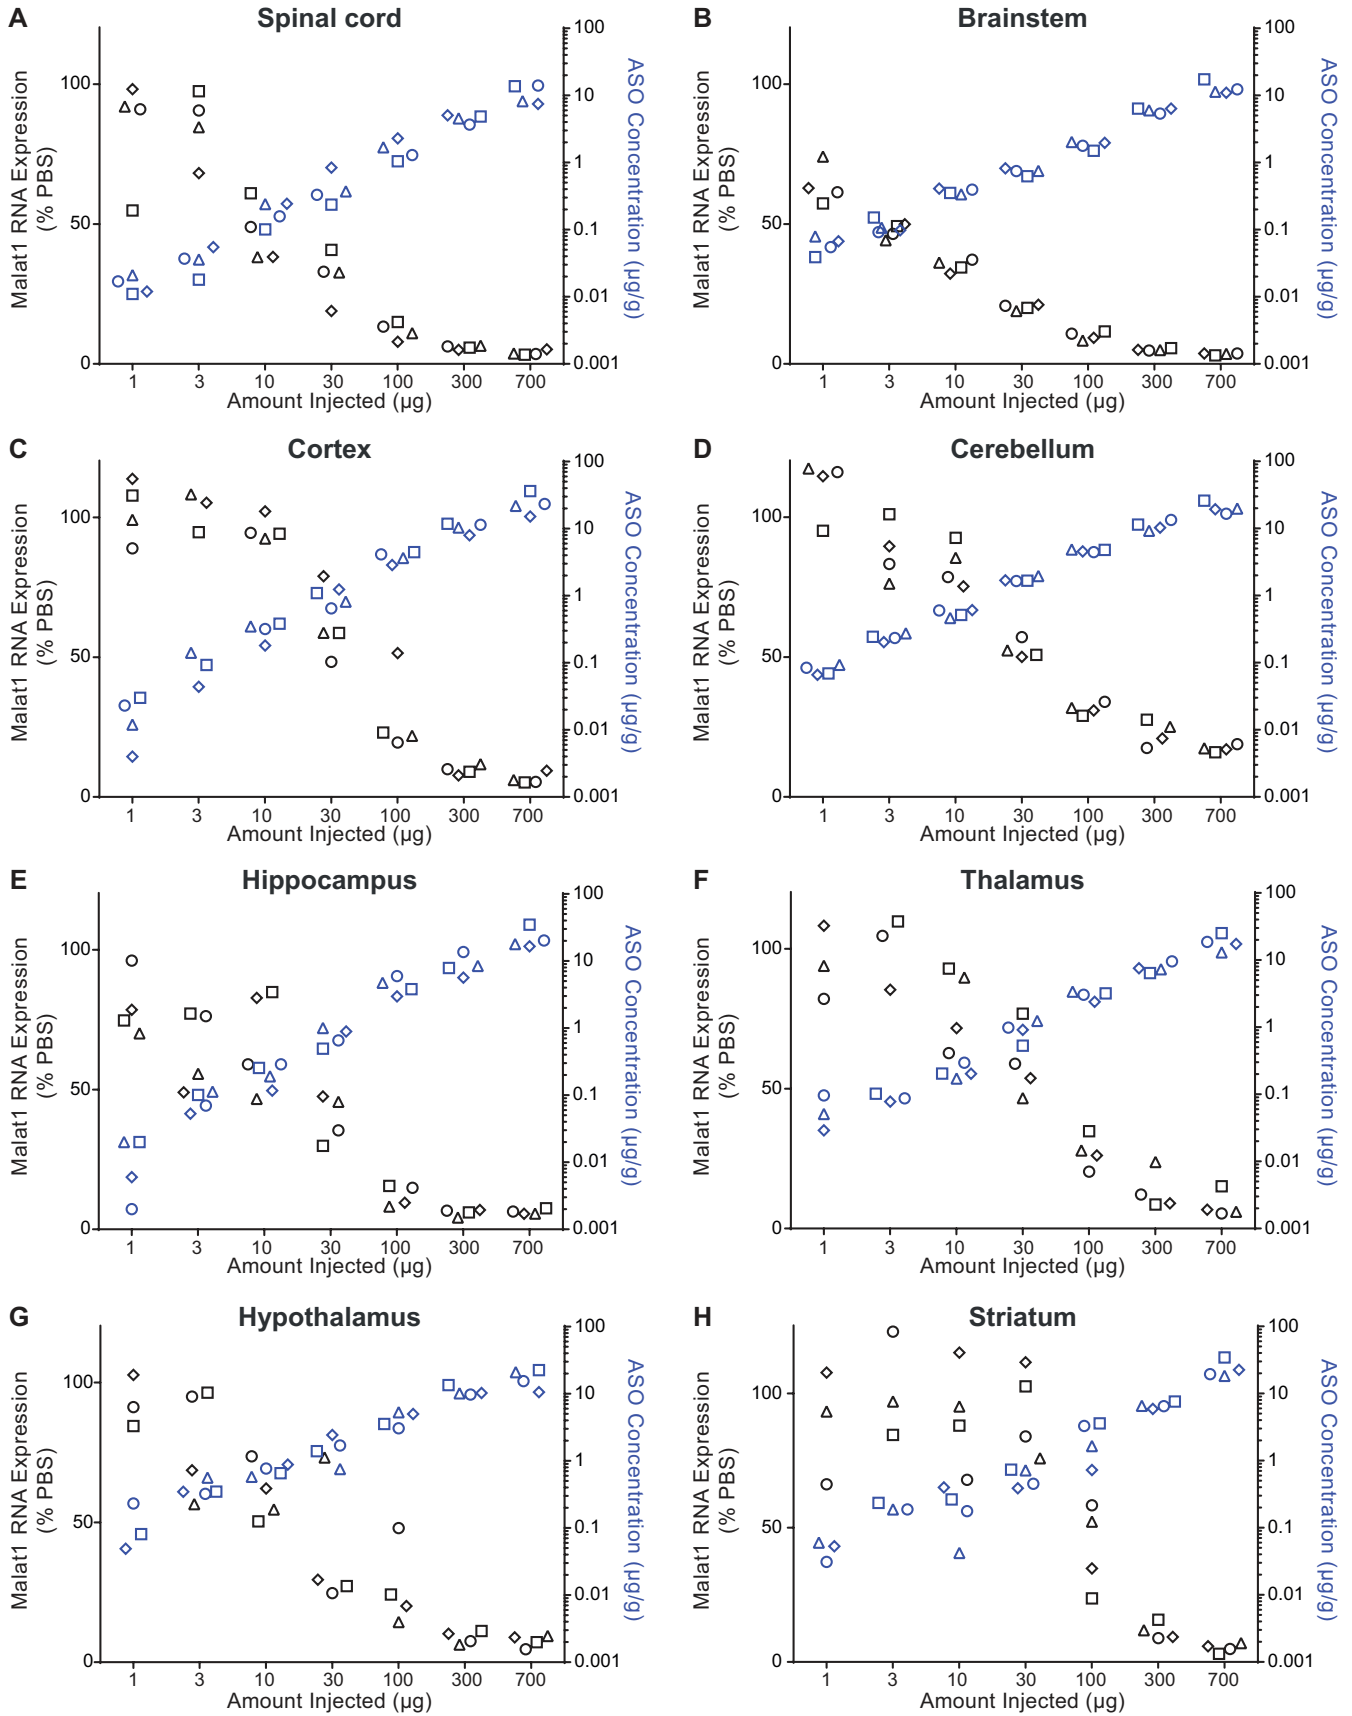 A Spinal cord
100
50
0
Malat1 RNA Expression
(% PBS)
100
10
1
0.1
0.01
0.001
ASO Concentration (µg/g)
1 3 10 30 100 300 700
Amount Injected (µg)
B Brainstem
100
50
0
Malat1 RNA Expression
(% PBS)
100
10
1
0.1
0.01
0.001
ASO Concentration (µg/g)
1 3 10 30 100 300 700
Amount Injected (µg)
C Cortex
100
50
0
Malat1 RNA Expression
(% PBS)
100
10
1
0.1
0.01
0.001
ASO Concentration (µg/g)
1 3 10 30 100 300 700
Amount Injected (µg)
D Cerebellum
100
50
0
Malat1 RNA Expression
(% PBS)
100
10
1
0.1
0.01
0.001
ASO Concentration (µg/g)
1 3 10 30 100 300 700
Amount Injected (µg)
E Hippocampus
100
50
0
Malat1 RNA Expression
(% PBS)
100
10
1
0.1
0.01
0.001
ASO Concentration (µg/g)
1 3 10 30 100 300 700
Amount Injected (µg)
F Thalamus
100
50
0
Malat1 RNA Expression
(% PBS)
100
10
1
0.1
0.01
0.001
ASO Concentration (µg/g)
1 3 10 30 100 300 700
Amount Injected (µg)
G Hypothalamus
100
50
0
Malat1 RNA Expression
(% PBS)
100
10
1
0.1
0.01
0.001
ASO Concentration (µg/g)
1 3 10 30 100 300 700
Amount Injected (µg)
H Striatum
100
50
0
Malat1 RNA Expression
(% PBS)
100
10
1
0.1
0.01
0.001
ASO Concentration (µg/g)
1 3 10 30 100 300 700
Amount Injected (µg)